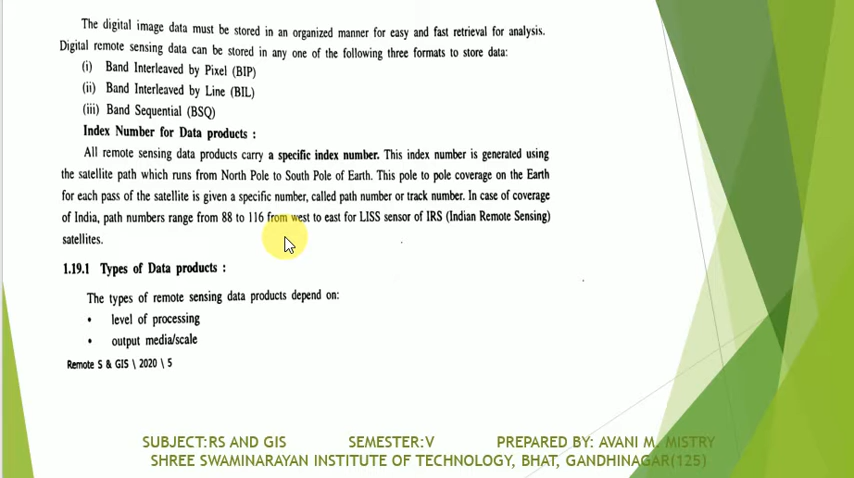 The digital image data must be stored in an organized manner for easy and fast retrieval for analysis.
Digital remote sensing data can be stored in any one of the following three formats to store data:
(i) Band Interleaved by Pixel (BIP)
(ii) Band Interleaved by Line (BIL)
(iii) Band Sequential (BSQ)
Index Number for Data products :
All remote sensing data products carry a specific index number. This index number is generated using
the satellite path which runs from North Pole to South Pole of Earth. This pole to pole coverage on the Earth
for each pass of the satellite is given a specific number, called path number or track number. In case of coverage
of India, path numbers range from 88 to 116 from west to east for LISS sensor of IRS (Indian Remote Sensing)
satellites.
1.19.1 Types of Data products :
The types of remote sensing data products depend on:
• level of processing
• output media/scale
Remote S & GIS \ 2020 \ 5
SUBJECT:RS AND GIS SEMESTER:V PREPARED BY: AVANI M. MISTRY
SHREE SWAMINARAYAN INSTITUTE OF TECHNOLOGY, BHAT, GANDHINAGAR(125)